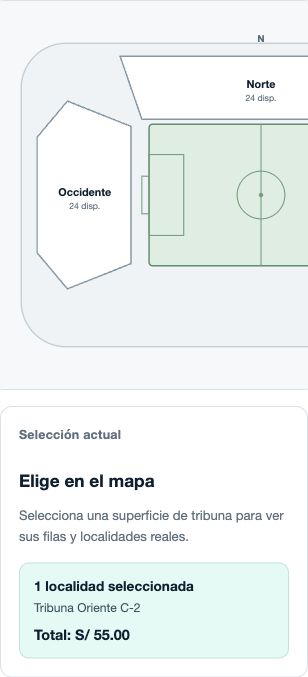 N
Norte
24 disp.
Occidente
24 disp.
Selección actual
Elige en el mapa
Selecciona una superficie de tribuna para ver
sus filas y localidades reales.
1 localidad seleccionada
Tribuna Oriente C-2
Total: S/ 55.00